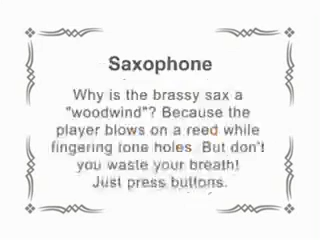 Saxophone
Why is the brassy sax a
"woodwind"? Because the
player blows on a reed while
fingering tone holes. But don't
you waste your breath!
Just press buttons.